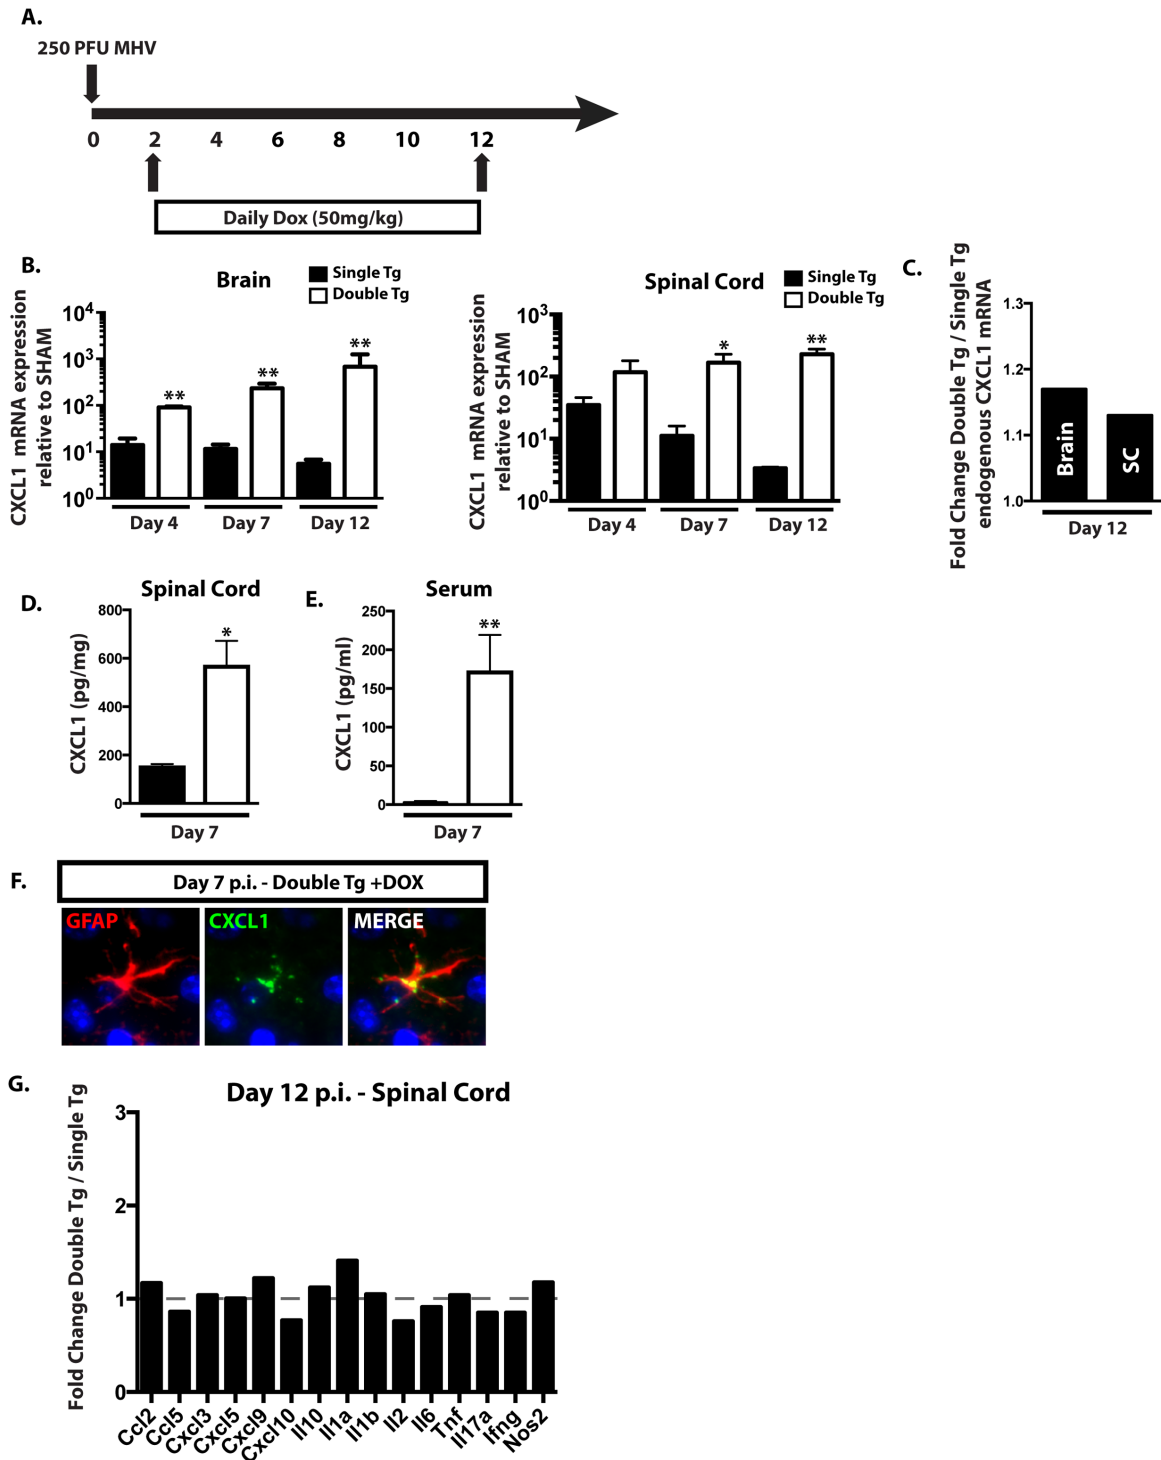 A.
250 PFU MHV
0 2 4 6 8 10 12
Daily Dox (50mg/kg)
B.
Brain
Single Tg
Double Tg
CXCL1 mRNA expression
relative to SHAM
10⁴
10³
10²
10¹
10⁰
** ** **
Day 4 Day 7 Day 12
Spinal Cord
Single Tg
Double Tg
CXCL1 mRNA expression
relative to SHAM
10³
10²
10¹
10⁰
* **
Day 4 Day 7 Day 12
C.
Fold Change Double Tg / Single Tg
endogenous CXCL1 mRNA
1.3
1.2
1.1
1.0
Brain
SC
Day 12
D.
Spinal Cord
CXCL1 (pg/mg)
800
600
400
200
0
*
Day 7
E.
Serum
CXCL1 (pg/ml)
250
200
150
100
50
0
**
Day 7
F.
Day 7 p.i. - Double Tg +DOX
GFAP
CXCL1
MERGE
G.
Day 12 p.i. - Spinal Cord
Fold Change Double Tg / Single Tg
3
2
1
0
Ccl2
Ccl5
Cxcl3
Cxcl5
Cxcl9
Cxcl10
Il10
Il1a
Il1b
Il2
Il6
Tnf
Il17a
Ifng
Nos2